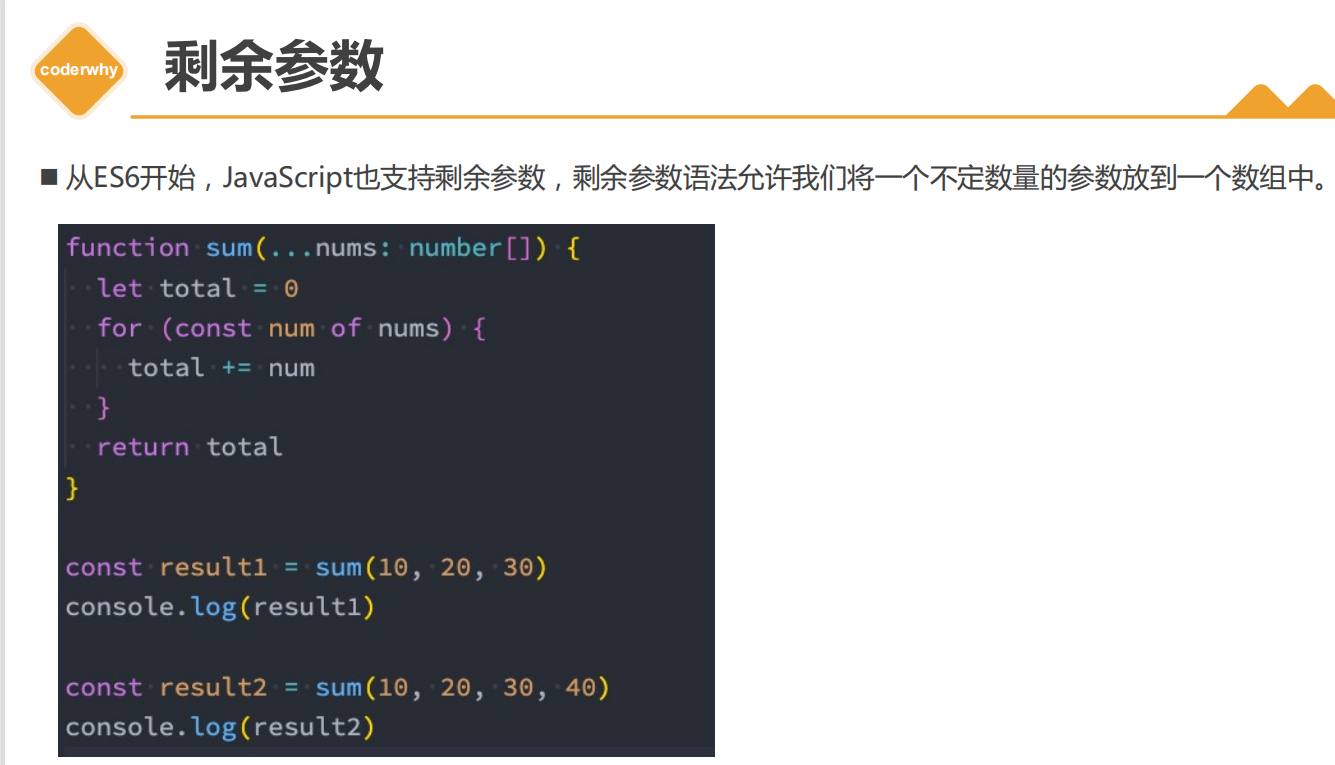 coderwhy
剩余参数
■ 从ES6开始，JavaScript也支持剩余参数，剩余参数语法允许我们将一个不定数量的参数放到一个数组中。
function sum(...nums: number[]) {
  let total = 0
  for (const num of nums) {
    total += num
  }
  return total
}
const result1 = sum(10, 20, 30)
console.log(result1)
const result2 = sum(10, 20, 30, 40)
console.log(result2)